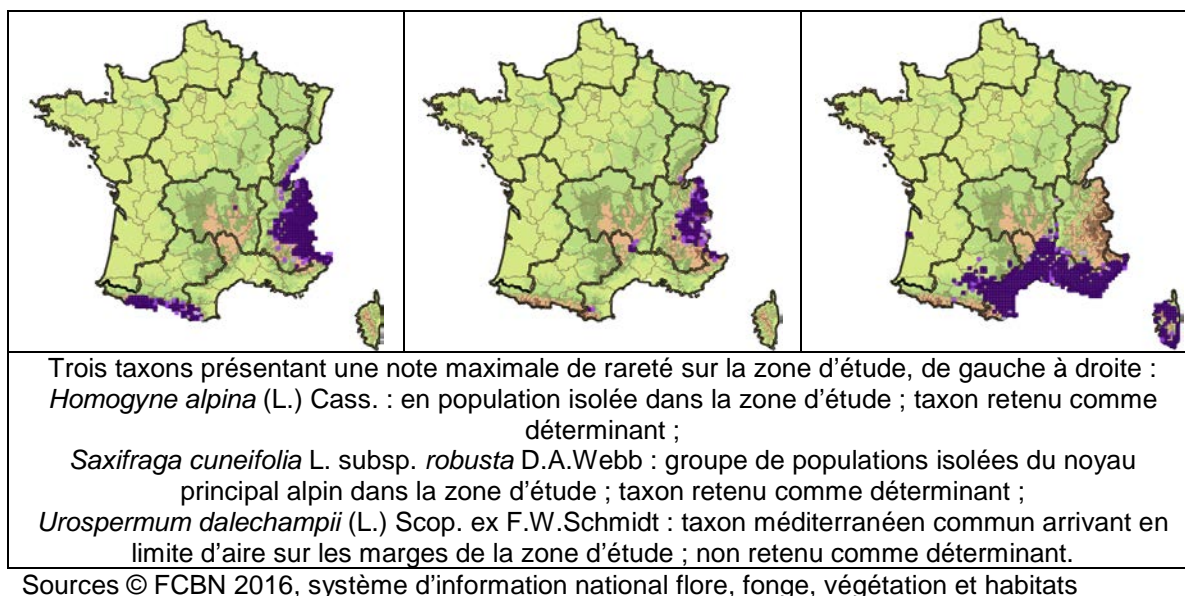 Trois taxons présentant une note maximale de rareté sur la zone d'étude, de gauche à droite :
Homogyne alpina (L.) Cass. : en population isolée dans la zone d'étude ; taxon retenu comme
déterminant ;
Saxifraga cuneifolia L. subsp. robusta D.A.Webb : groupe de populations isolées du noyau
principal alpin dans la zone d'étude ; taxon retenu comme déterminant ;
Urospermum dalechampii (L.) Scop. ex F.W.Schmidt : taxon méditerranéen commun arrivant en
limite d'aire sur les marges de la zone d'étude ; non retenu comme déterminant.
Sources © FCBN 2016, système d'information national flore, fonge, végétation et habitats